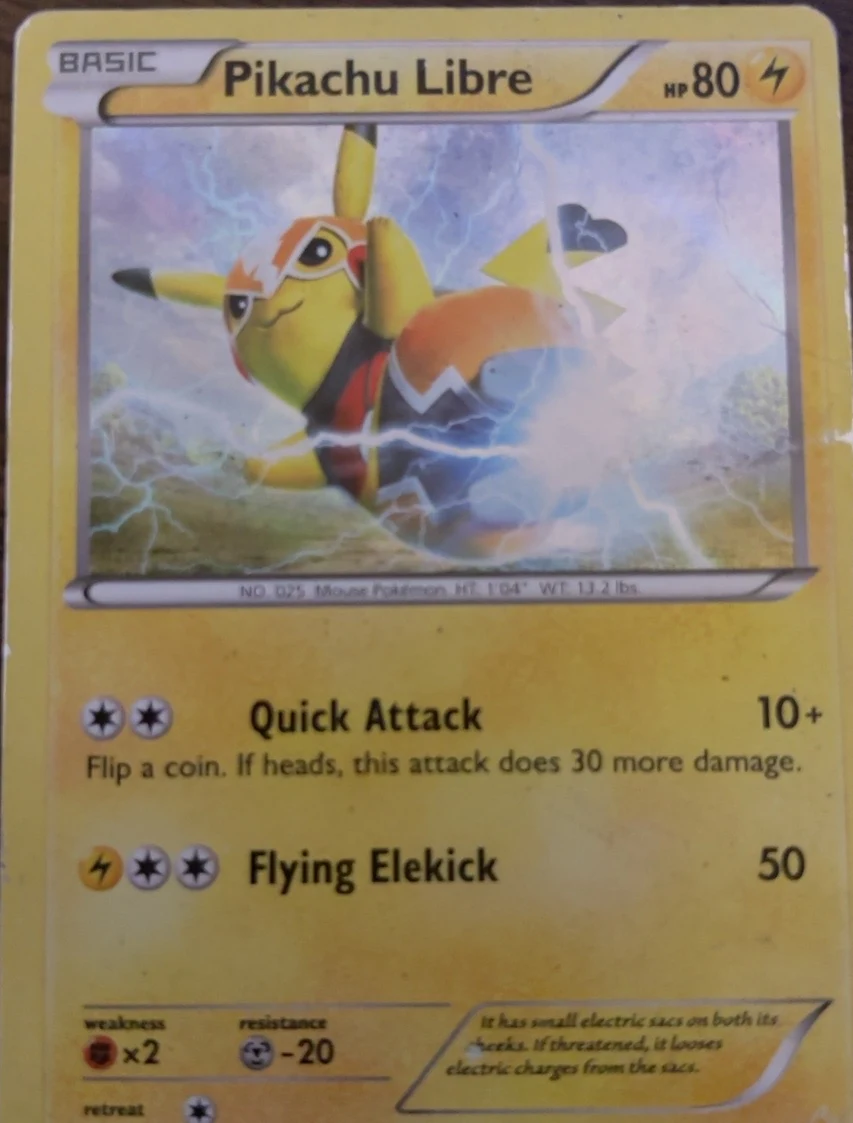 BASIC
Pikachu Libre
HP 80
NO. 025 Mouse Pokémon HT: 1'04" WT: 13.2 lbs.
Quick Attack 10+
Flip a coin. If heads, this attack does 30 more damage.
Flying Elekick 50
weakness resistance
×2 -20
It has small electric sacs on both its
cheeks. If threatened, it looses
electric charges from the sacs.
retreat